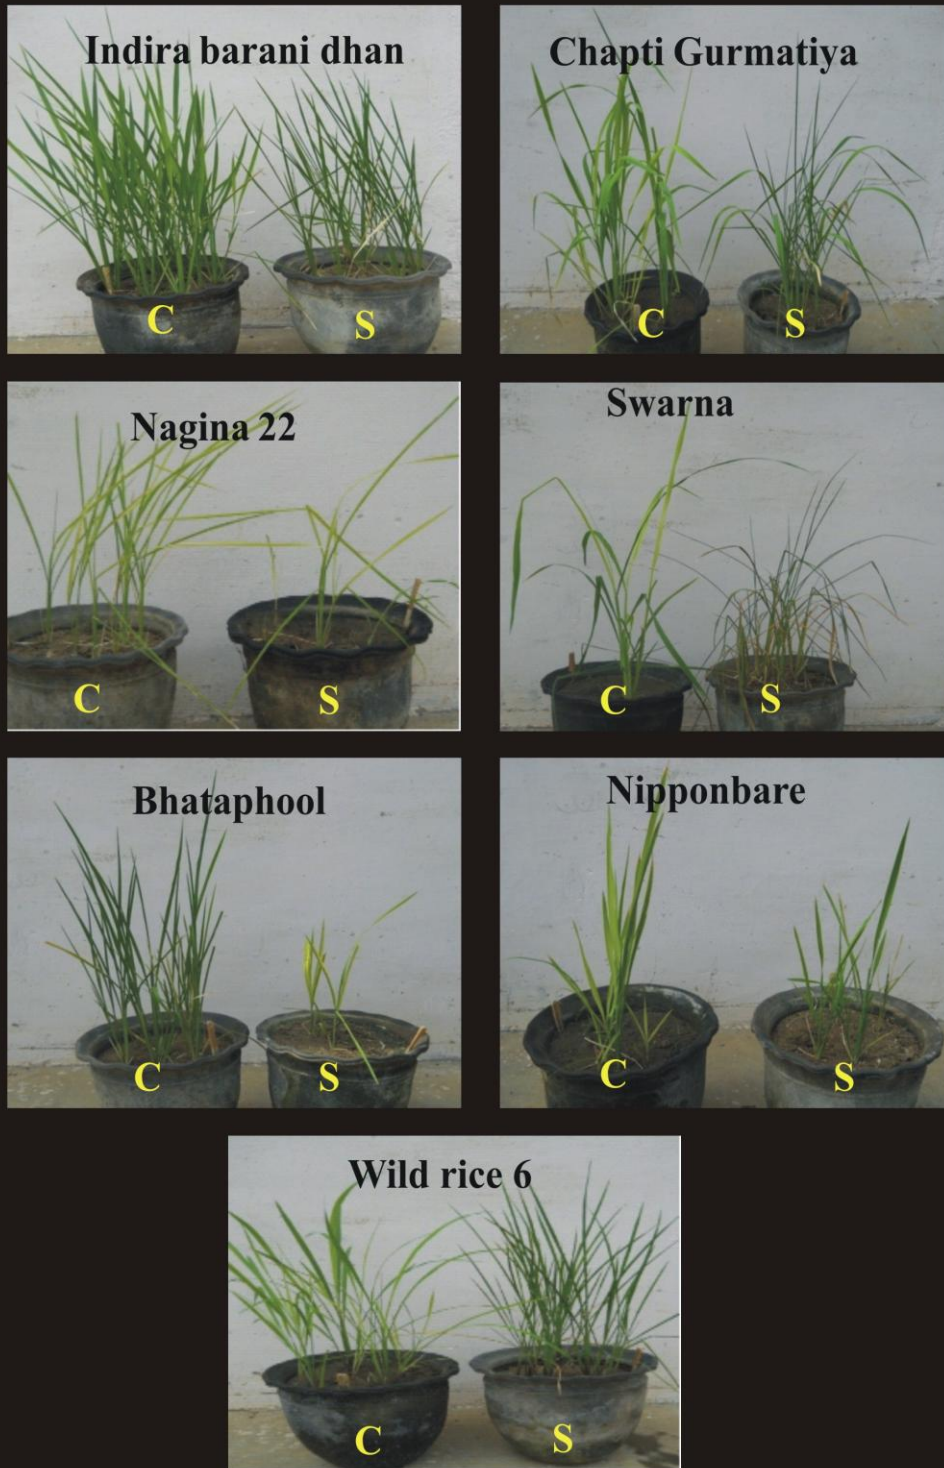 Indira barani dhan
C
S
Chapti Gurmatiya
C
S
Nagina 22
C
S
Swarna
C
S
Bhataphool
C
S
Nipponbare
C
S
Wild rice 6
C
S